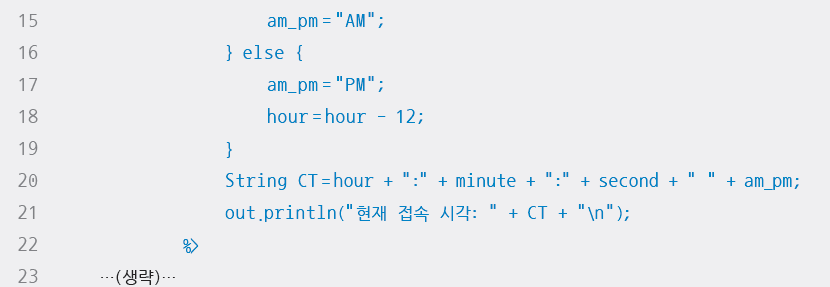 15 am_pm="AM";
16 } else {
17 am_pm="PM";
18 hour=hour - 12;
19 }
20 String CT=hour + ":" + minute + ":" + second + " " + am_pm;
21 out.println("현재 접속 시각: " + CT + "\n");
22 %>
23 …(생략)…